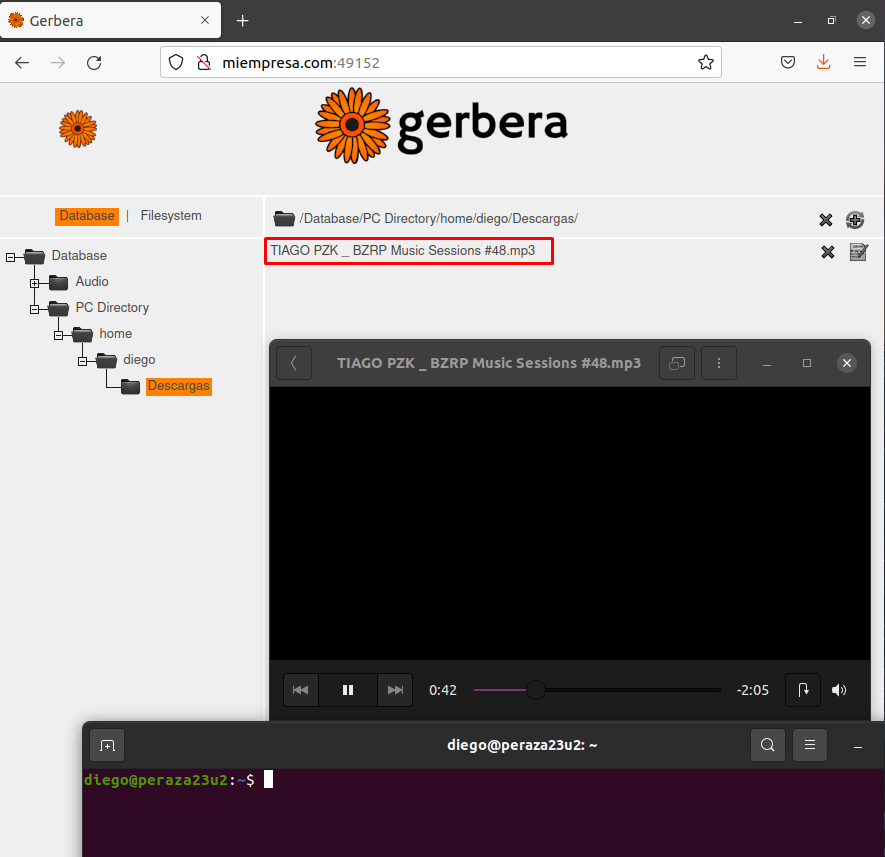 Gerbera
miempresa.com:49152
gerbera
Database | Filesystem
/Database/PC Directory/home/diego/Descargas/
Database
Audio
PC Directory
home
diego
Descargas
TIAGO PZK _ BZRP Music Sessions #48.mp3
TIAGO PZK _ BZRP Music Sessions #48.mp3
0:42
-2:05
diego@peraza23u2: ~
diego@peraza23u2:~$